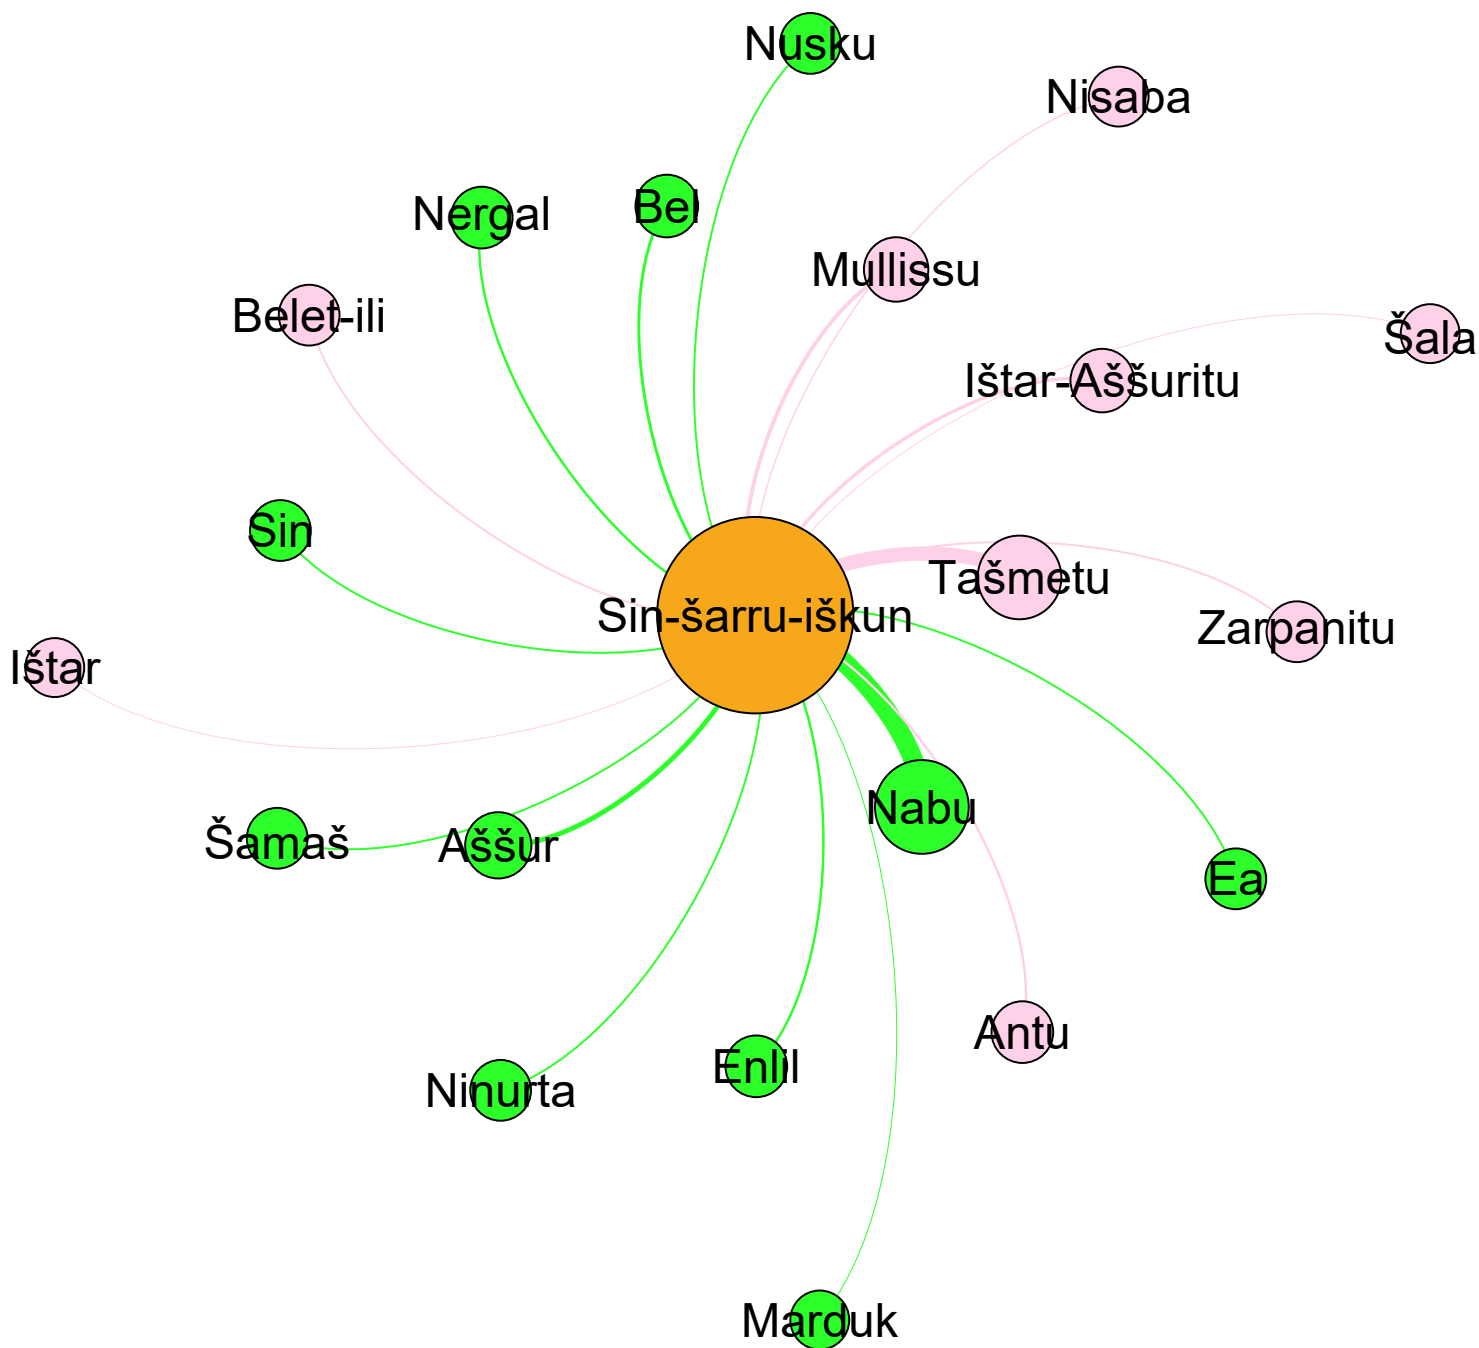 Nusku
Nisaba
Nergal
Bel
Mullissu
Belet-ili
Šala
Ištar-Aššuritu
Sin
Tašmetu
Sin-šarru-iškun
Zarpanitu
Ištar
Nabu
Šamaš
Aššur
Ea
Antu
Enlil
Ninurta
Marduk